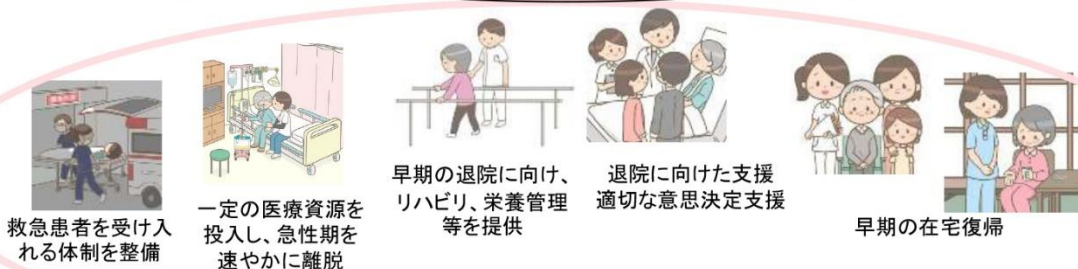 救急患者を受け入
れる体制を整備
一定の医療資源を
投入し、急性期を
速やかに離脱
早期の退院に向け、
リハビリ、栄養管理
等を提供
退院に向けた支援
適切な意思決定支援
早期の在宅復帰